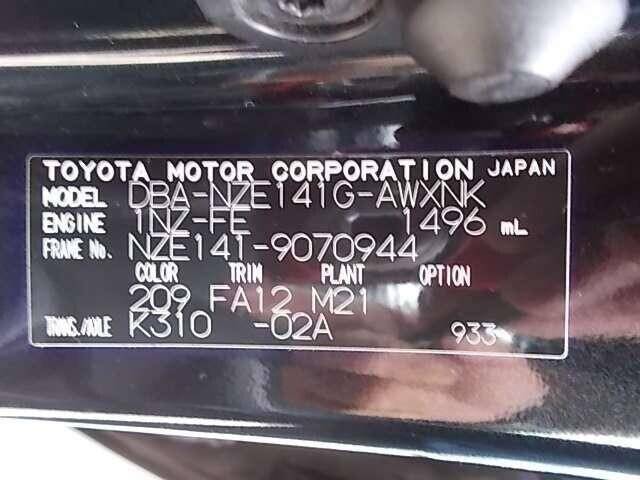 TOYOTA MOTOR CORPORATION JAPAN
MODEL DBA-NZE141G-AWXNK
ENGINE 1NZ-FE 1496 mL
FRAME No. NZE141-9070944
COLOR TRIM PLANT OPTION
209 FA12 M21
TRANS./AXLE K310 -02A 933